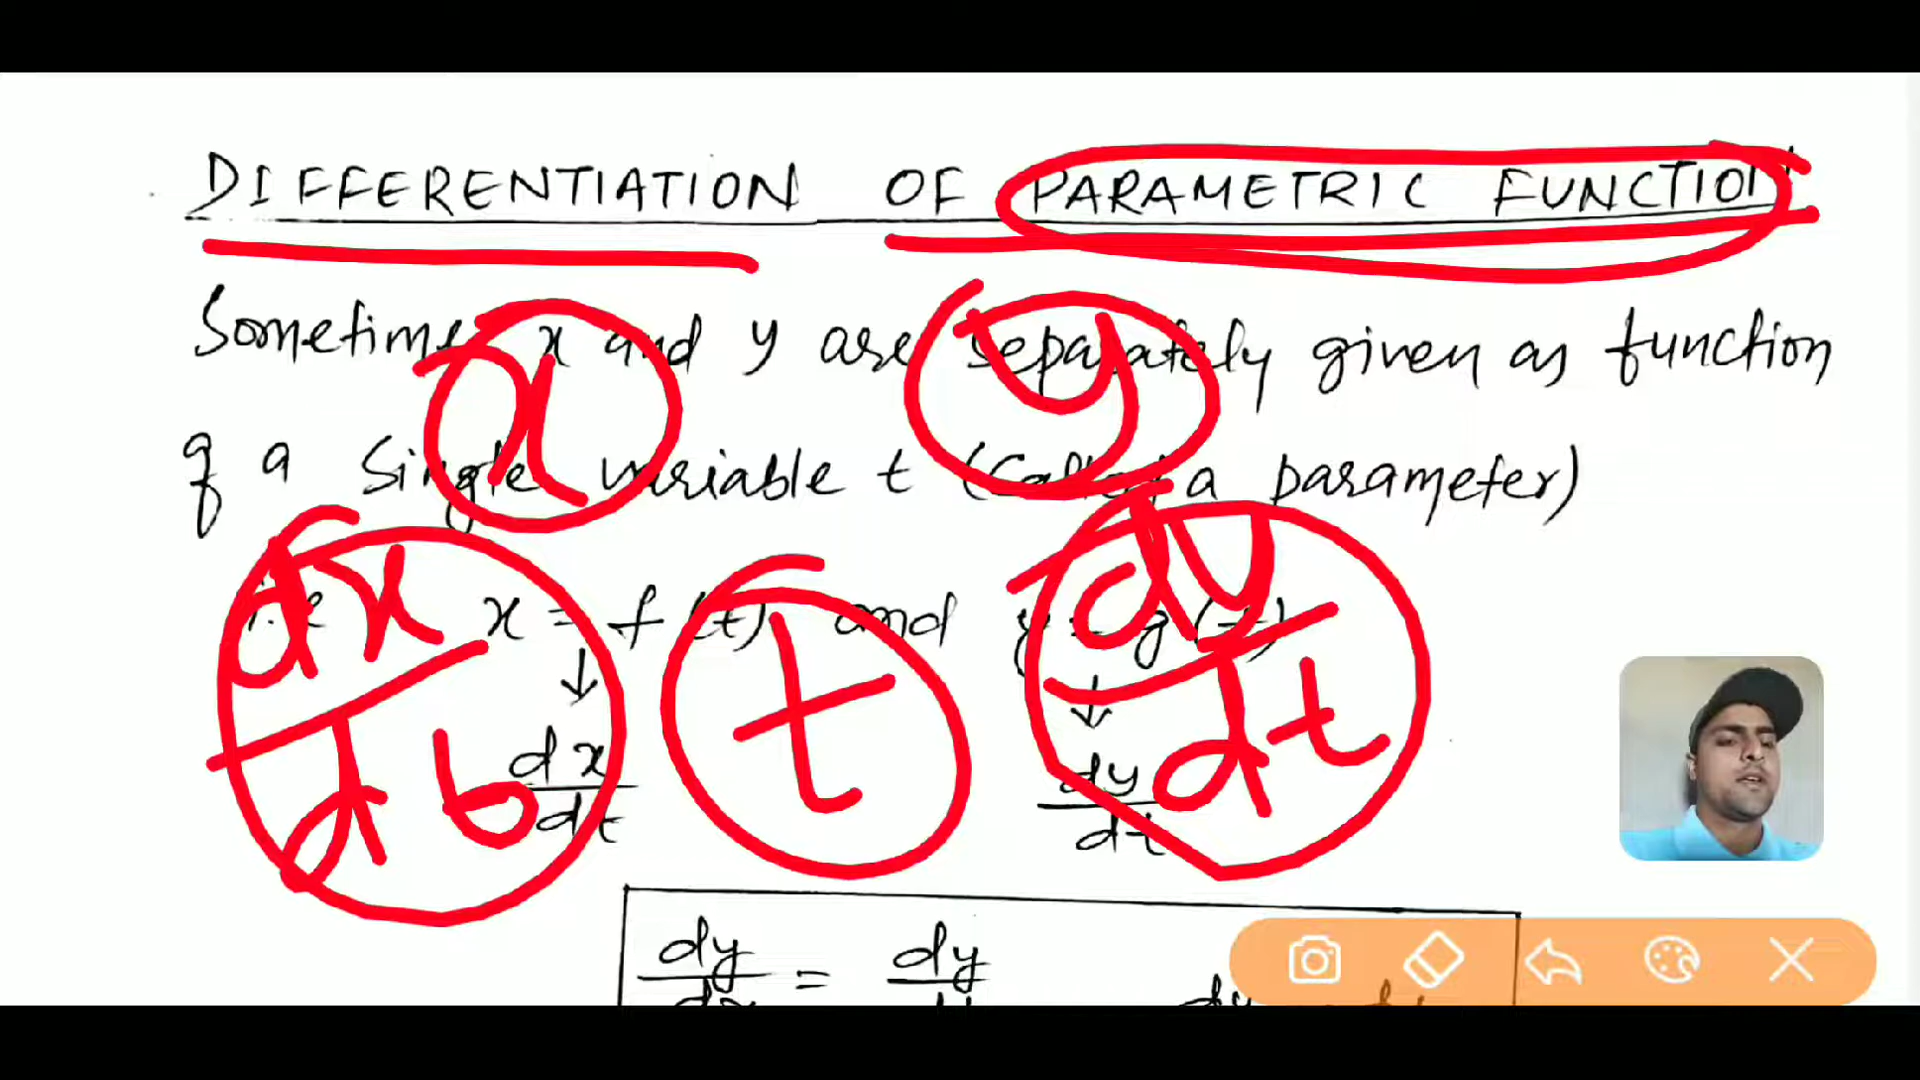 DIFFERENTIATION OF PARAMETRIC FUNCTION
Sometime x and y are separately given as function
of a single variable t (Called a parameter)
x y
i.e x = f(t) and y = g(t)
↓ ↓
dx/dt t dy/dt
dx/dt dy/dt
dy/dx = dy